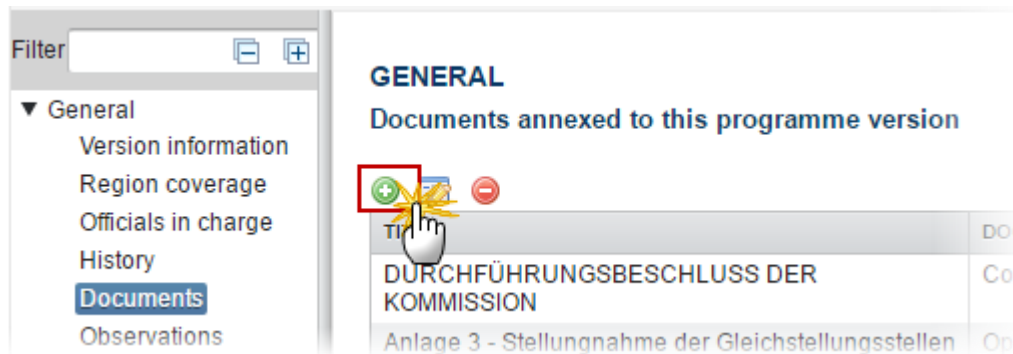 Filter
▼ General
Version information
Region coverage
Officials in charge
History
Documents
Observations
GENERAL
Documents annexed to this programme version
DURCHFÜHRUNGSBESCHLUSS DER
KOMMISSION
Anlage 3 - Stellungnahme der Gleichstellungsstellen